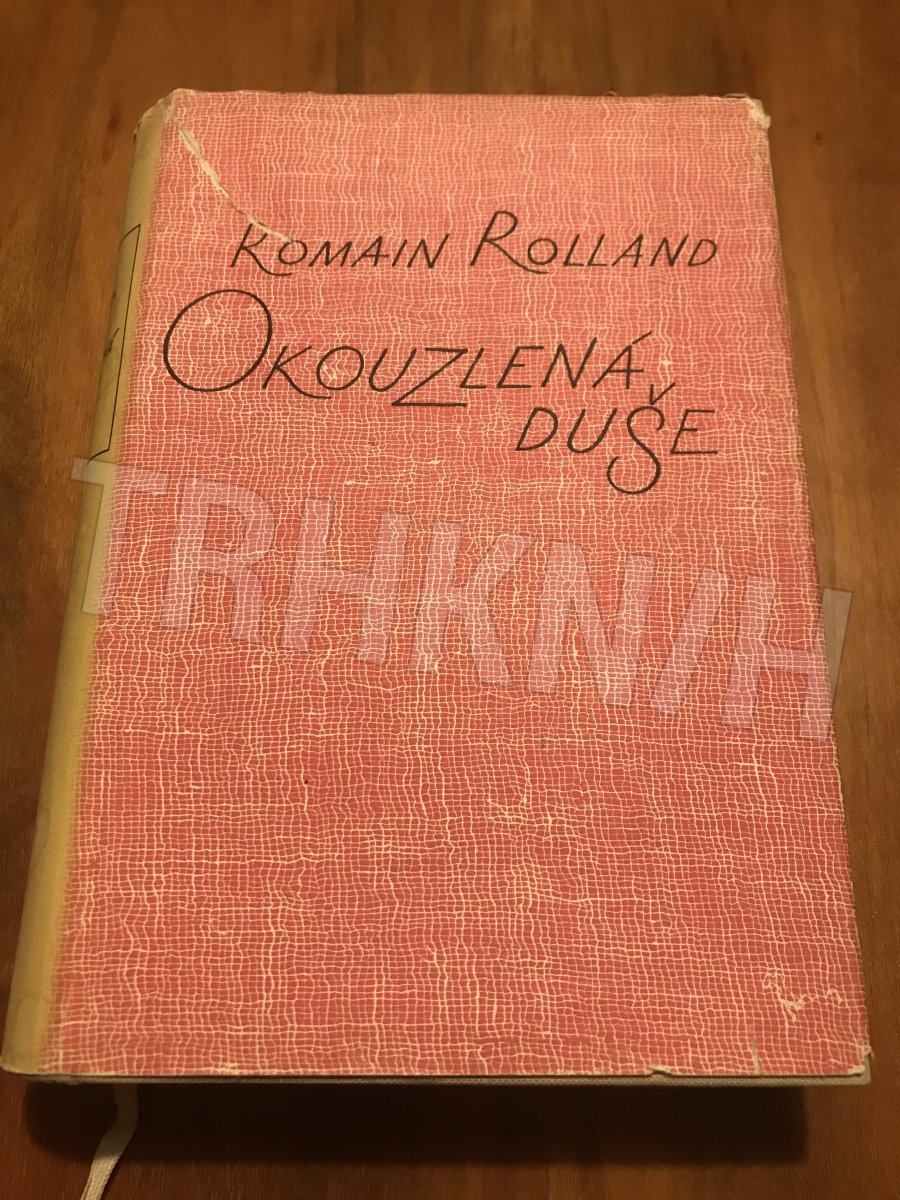 ROMAIN ROLLAND
OKOUZLENÁ
DUŠE
TRHKNIH